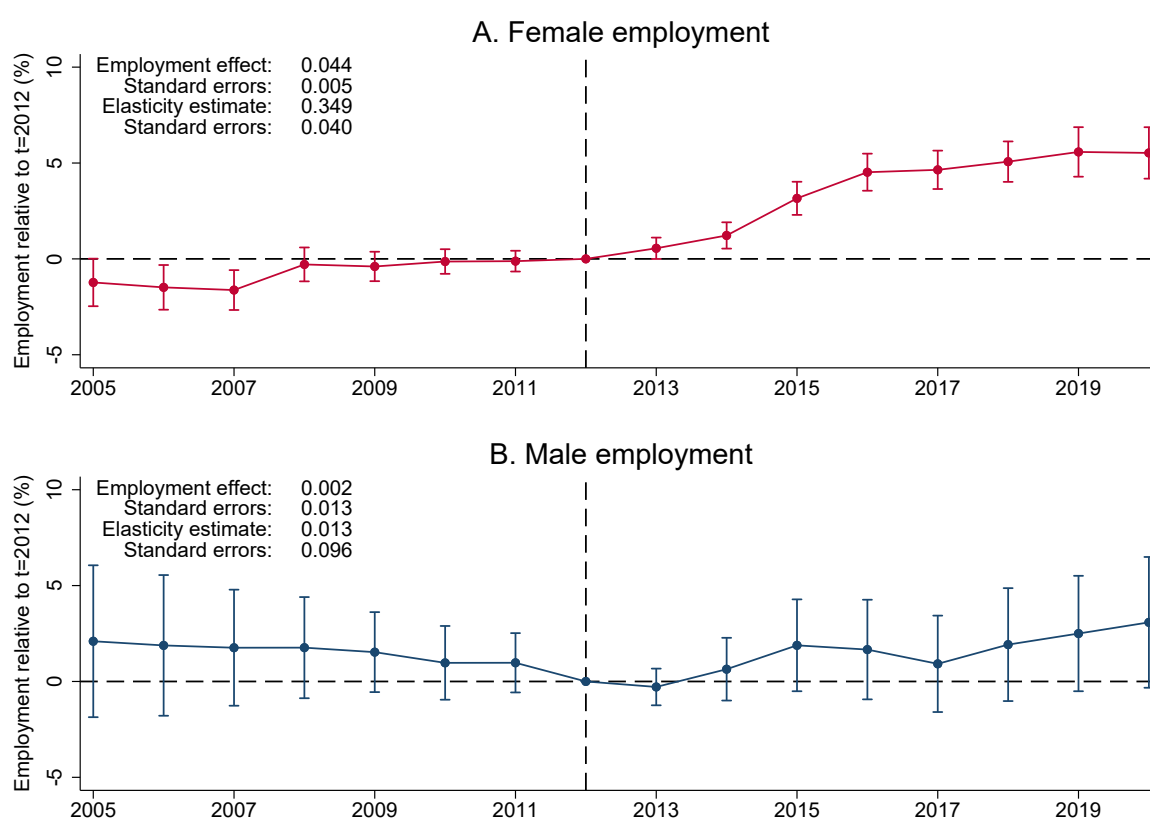 A. Female employment
Employment relative to t=2012 (%)
10
5
0
-5
Employment effect: 0.044
Standard errors: 0.005
Elasticity estimate: 0.349
Standard errors: 0.040
2005 2007 2009 2011 2013 2015 2017 2019
B. Male employment
Employment relative to t=2012 (%)
10
5
0
-5
Employment effect: 0.002
Standard errors: 0.013
Elasticity estimate: 0.013
Standard errors: 0.096
2005 2007 2009 2011 2013 2015 2017 2019